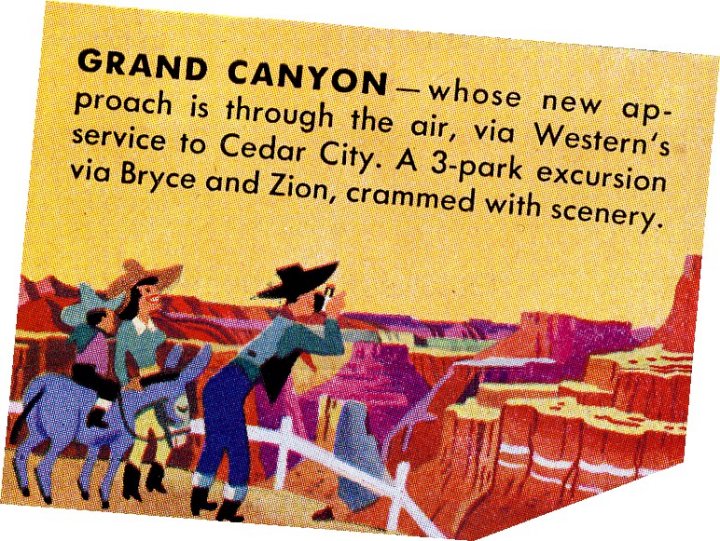 GRAND CANYON — whose new ap-
proach is through the air, via Western's
service to Cedar City. A 3-park excursion
via Bryce and Zion, crammed with scenery.